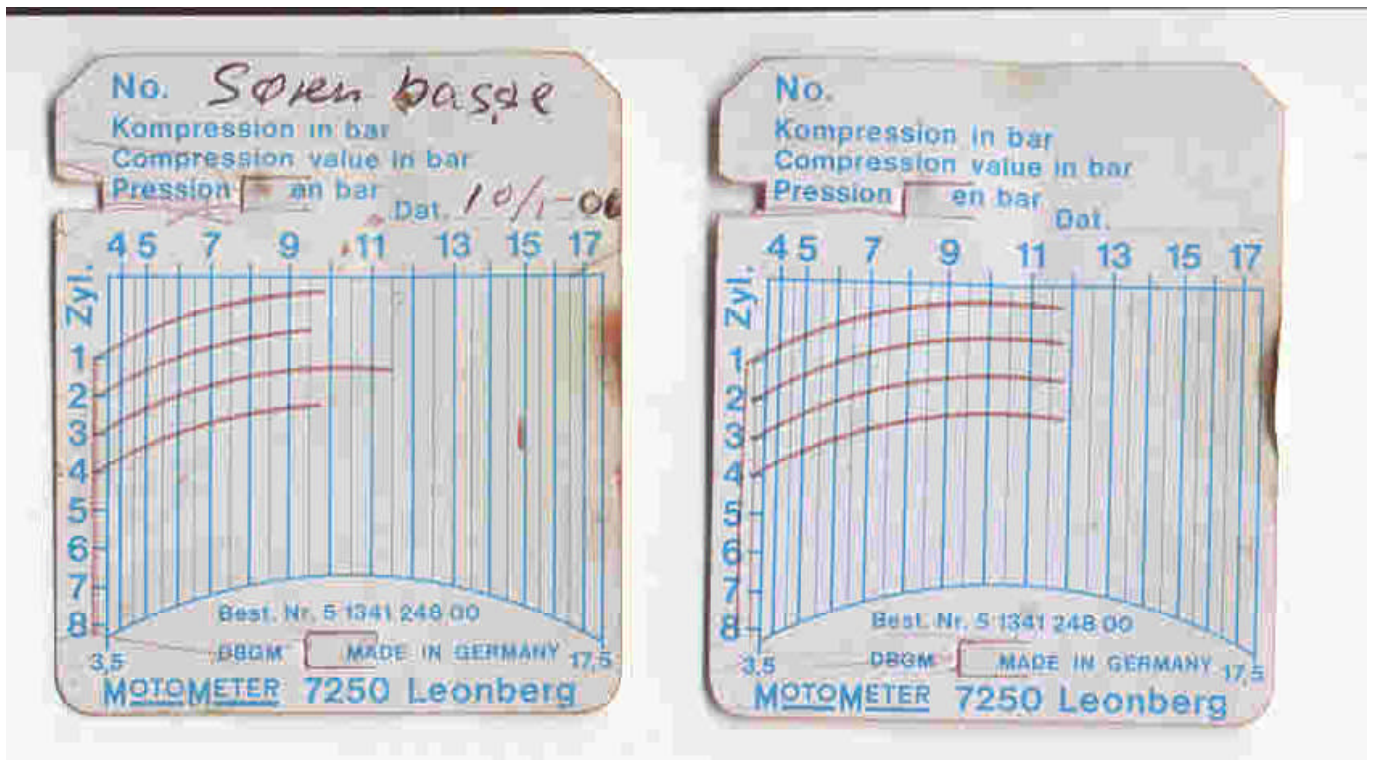 No. Søren basse
Kompression in bar
Compression value in bar
Pression en bar
Dat. 10/1-06
4 5 7 9 11 13 15 17
Zyl.
1
2
3
4
5
6
7
8
Best. Nr. 5 1341 248 00
3,5 DBGM MADE IN GERMANY 17,5
MOTOMETER 7250 Leonberg
No.
Kompression in bar
Compression value in bar
Pression en bar
Dat.
4 5 7 9 11 13 15 17
Zyl.
1
2
3
4
5
6
7
8
Best. Nr. 5 1341 248 00
3,5 DBGM MADE IN GERMANY 17,5
MOTOMETER 7250 Leonberg